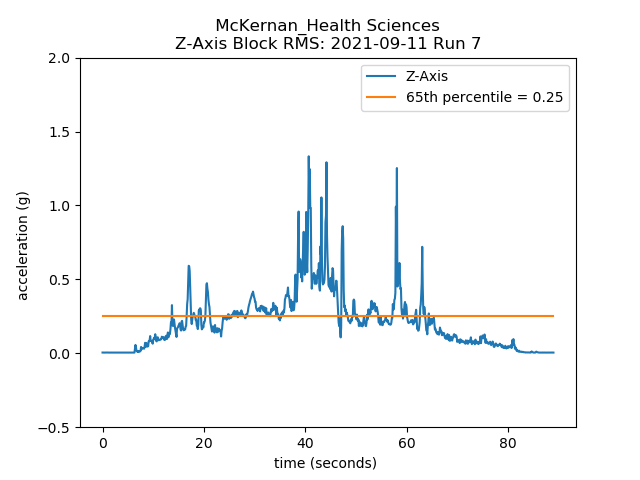 McKernan_Health Sciences
Z-Axis Block RMS: 2021-09-11 Run 7
2.0
Z-Axis
65th percentile = 0.25
1.5
1.0
0.5
0.0
−0.5
acceleration (g)
0 20 40 60 80
time (seconds)